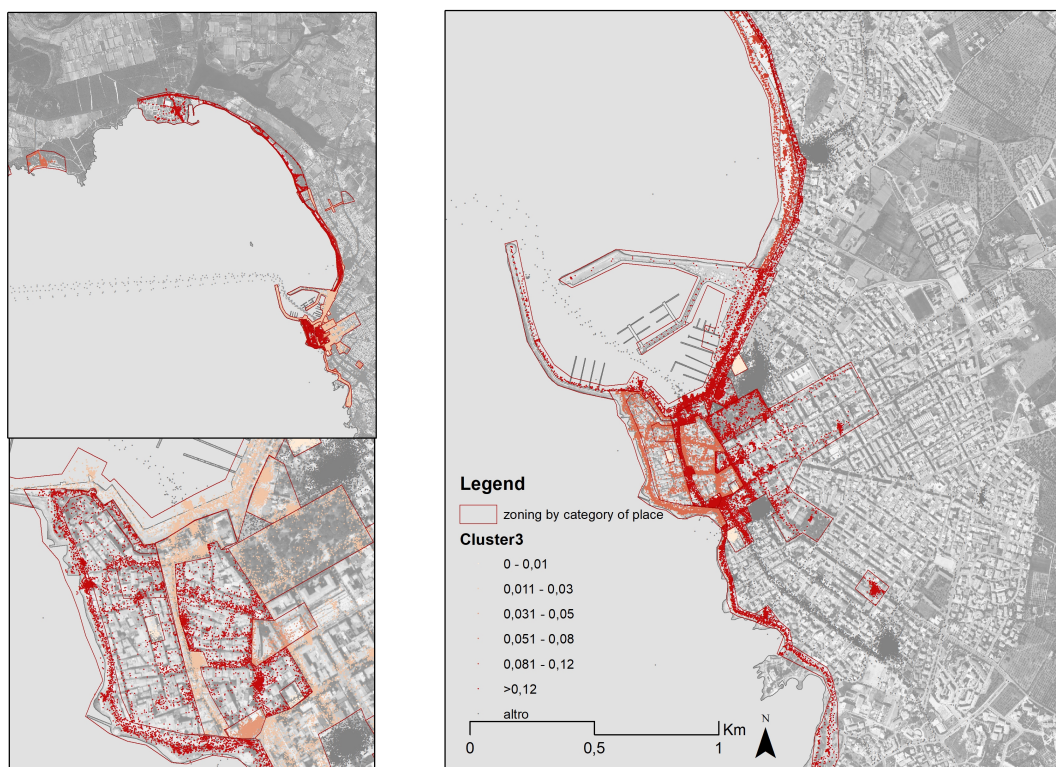 Legend
zoning by category of place
Cluster3
0 - 0,01
0,011 - 0,03
0,031 - 0,05
0,051 - 0,08
0,081 - 0,12
>0,12
altro
N
Km
0 0,5 1